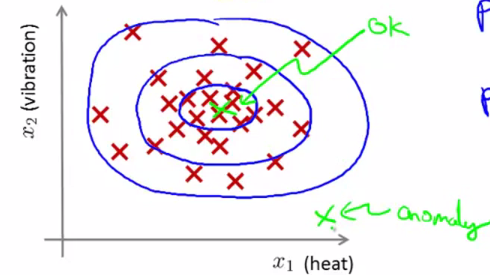 OK
x₂ (vibration)
anomaly
x₁ (heat)